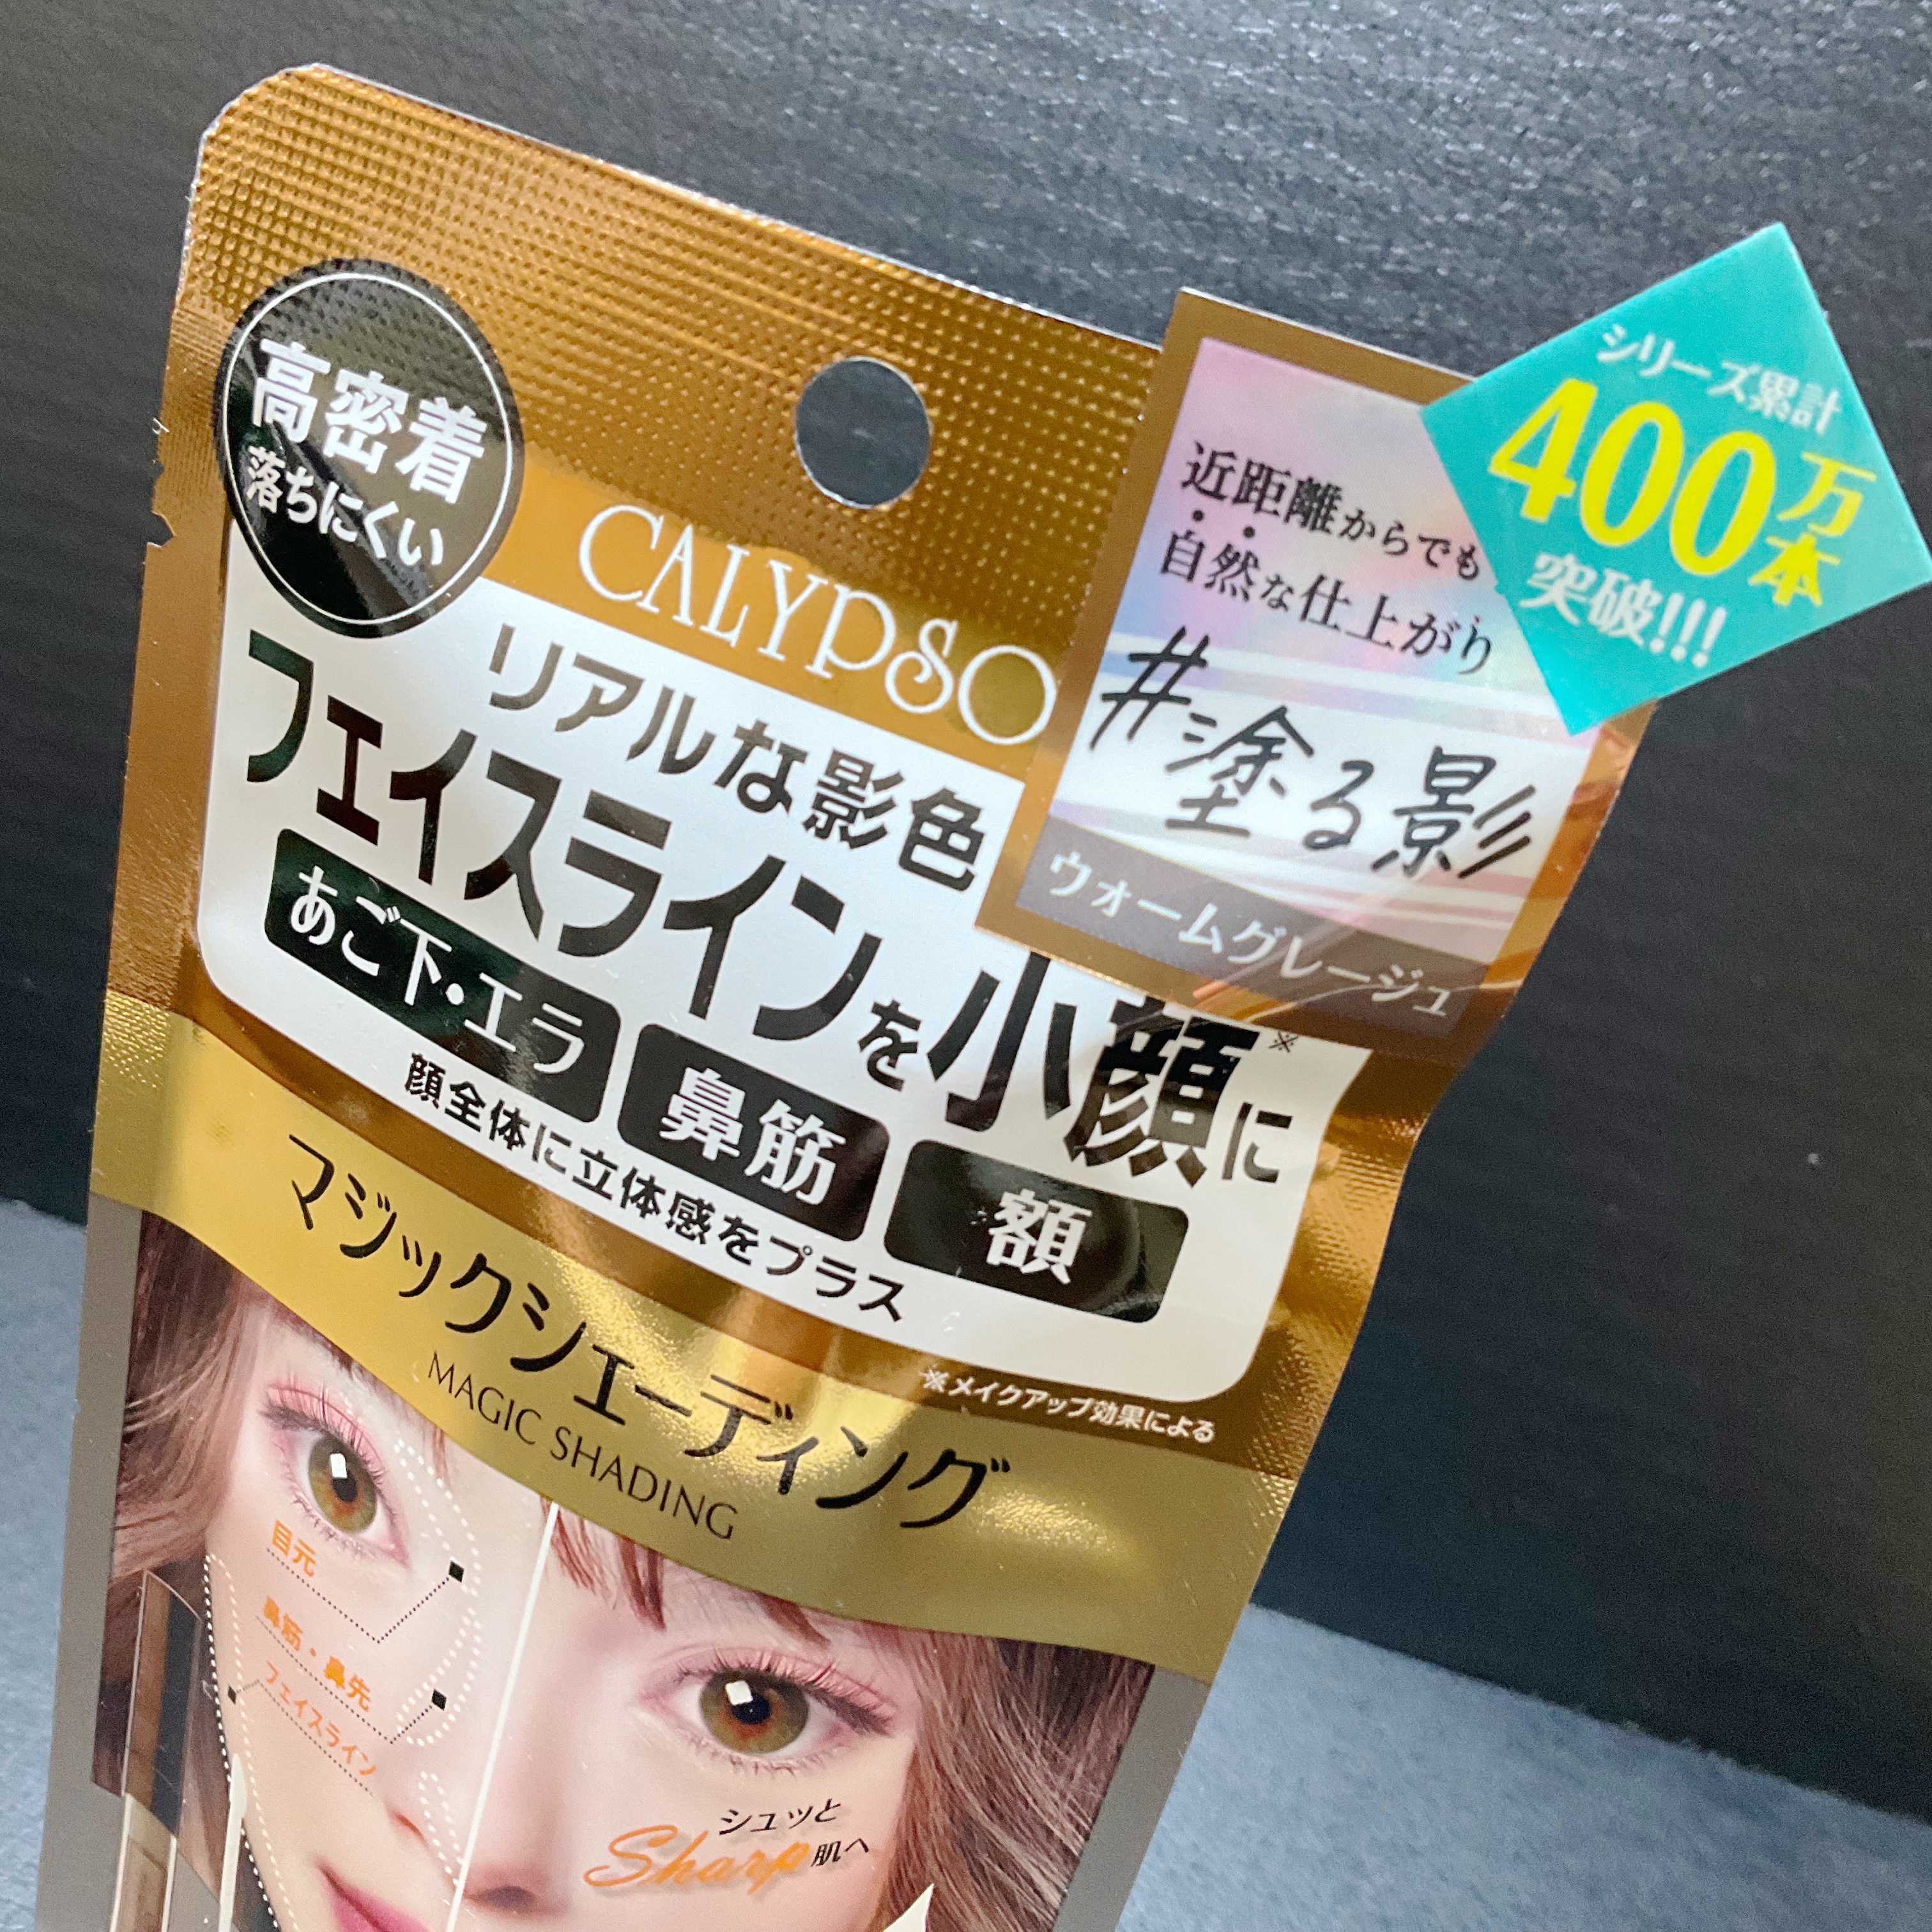 高密着
落ちにくい
CALYPSO
シリーズ累計
400万本
突破!!!
近距離からでも
自然な仕上がり
#塗る影
ウォームグレージュ
リアルな影色
フェイスラインを小顔に※
あご下・エラ 鼻筋 額
顔全体に立体感をプラス
※メイクアップ効果による
マジックシェーディング
MAGIC SHADING
目元
鼻筋・鼻先
フェイスライン
シュッと
Sharp肌へ